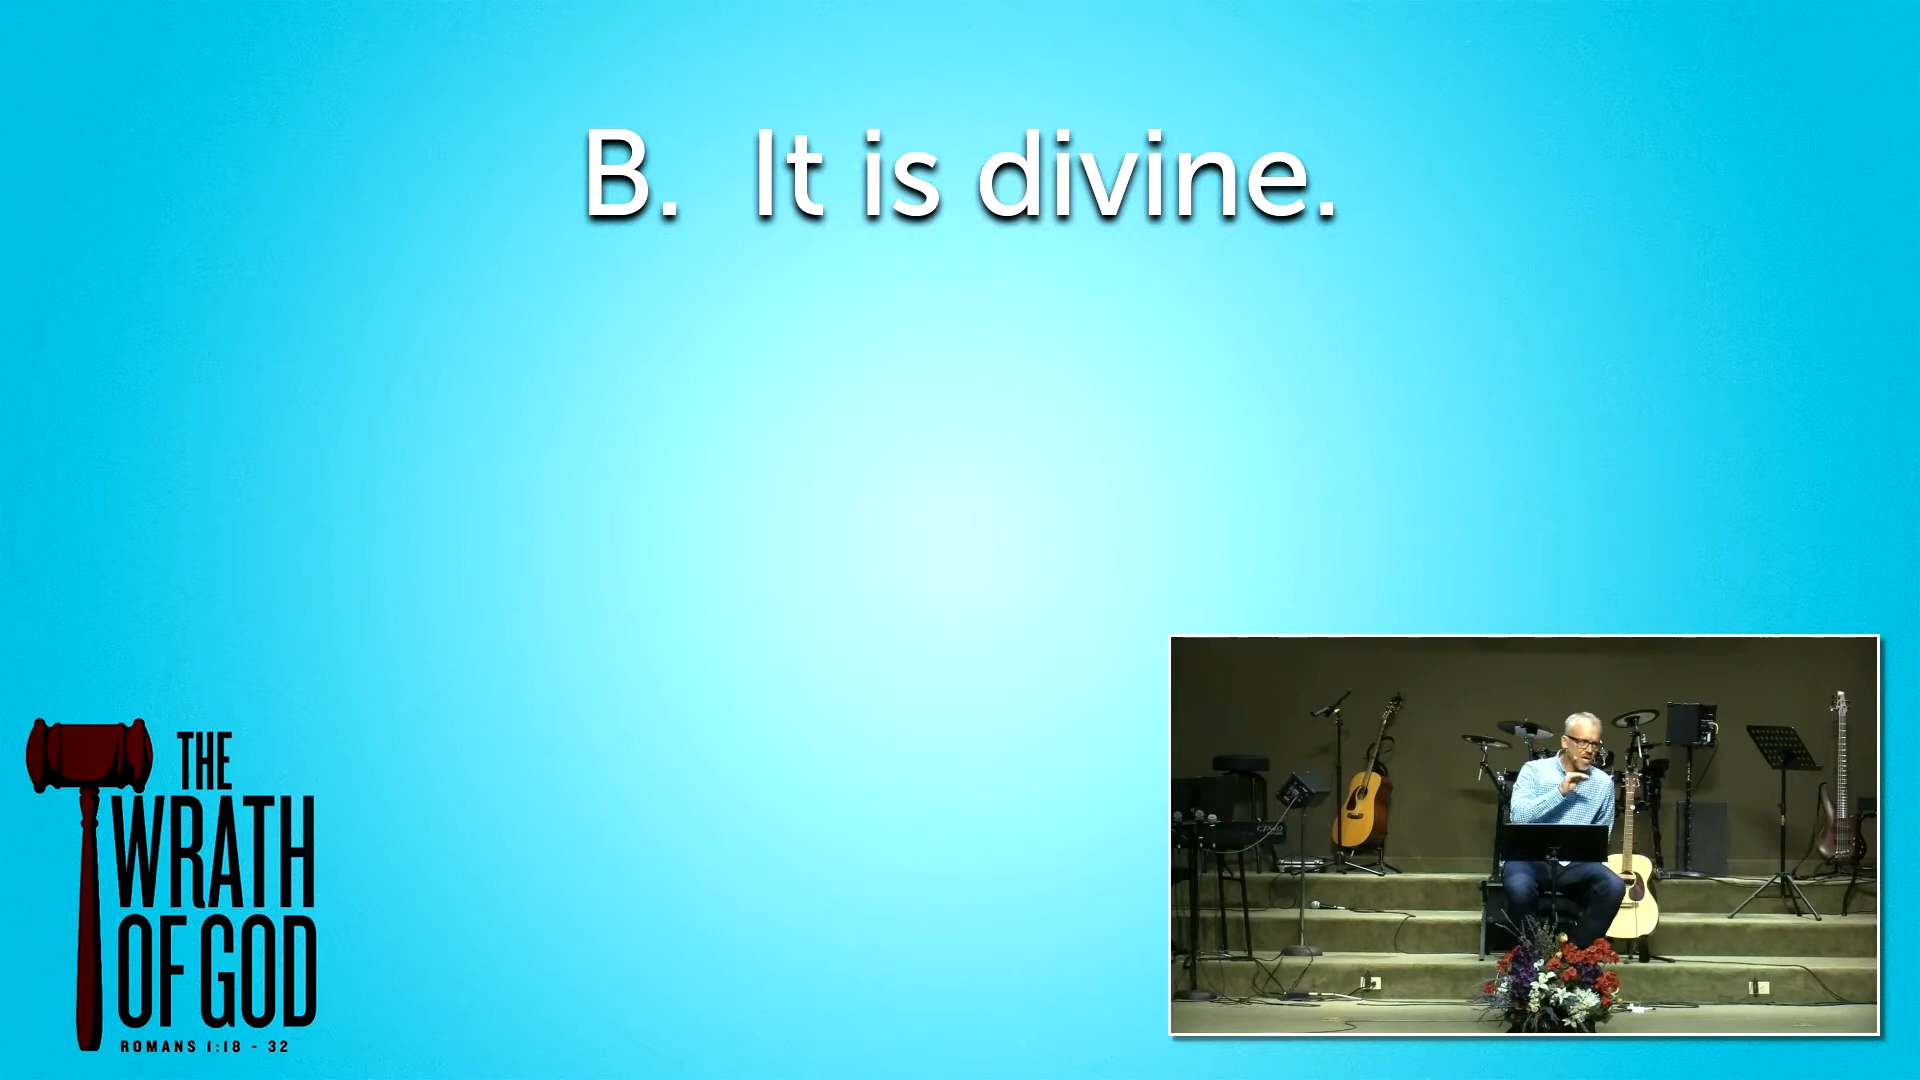 B. It is divine.
THE
WRATH
OF GOD
ROMANS 1:18 - 32